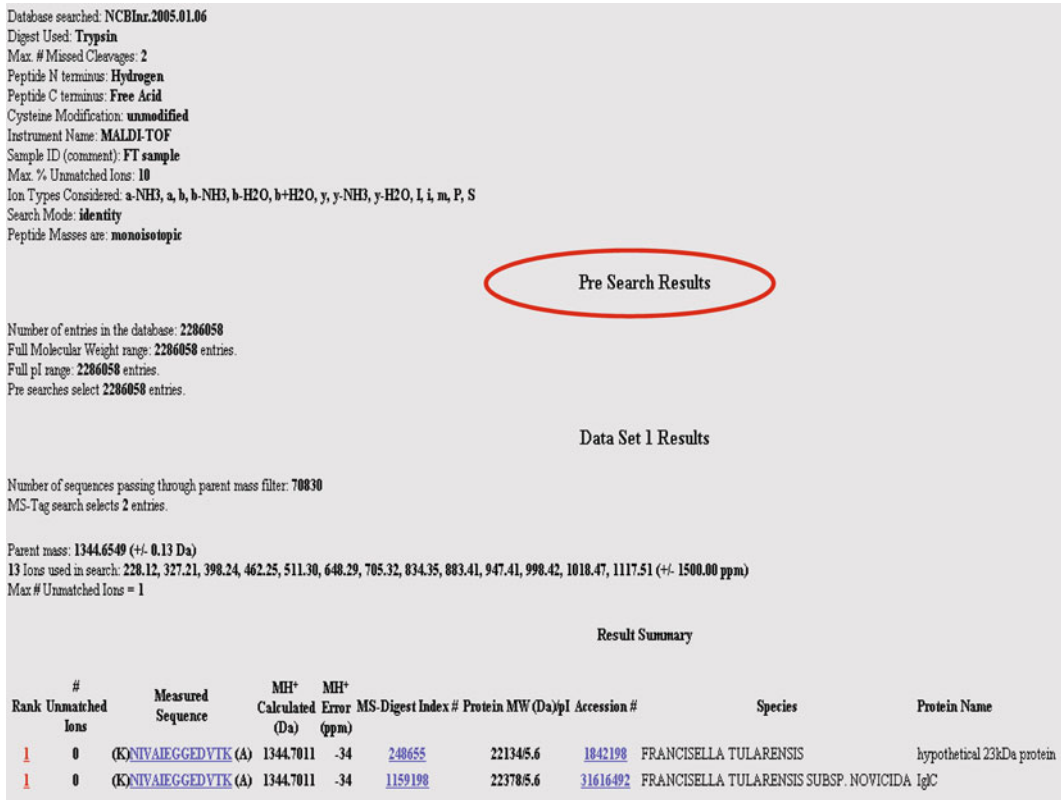 Database searched: NCBInr.2005.01.06
Digest Used: Trypsin
Max. # Missed Cleavages: 2
Peptide N terminus: Hydrogen
Peptide C terminus: Free Acid
Cysteine Modification: unmodified
Instrument Name: MALDI-TOF
Sample ID (comment): FT sample
Max. % Unmatched Ions: 10
Ion Types Considered: a-NH3, a, b, b-NH3, b-H2O, b+H2O, y, y-NH3, y-H2O, I, i, m, P, S
Search Mode: identity
Peptide Masses are: monoisotopic
Pre Search Results
Number of entries in the database: 2286058
Full Molecular Weight range: 2286058 entries.
Full pI range: 2286058 entries.
Pre searches select 2286058 entries.
Data Set 1 Results
Number of sequences passing through parent mass filter: 70830
MS-Tag search selects 2 entries.
Parent mass: 1344.6549 (+/- 0.13 Da)
13 Ions used in search: 228.12, 327.21, 398.24, 462.25, 511.30, 648.29, 705.32, 834.35, 883.41, 947.41, 998.42, 1018.47, 1117.51 (+/- 1500.00 ppm)
Max # Unmatched Ions = 1
Result Summary
Rank # Unmatched Ions Measured Sequence MH+ Calculated (Da) MH+ Error (ppm) MS-Digest Index # Protein MW (Da)/pI Accession # Species Protein Name
1 0 (K)NIVAIEGGEDVTK(A) 1344.7011 -34 248655 22134/5.6 1842198 FRANCISELLA TULARENSIS hypothetical 23kDa protein
1 0 (K)NIVAIEGGEDVTK(A) 1344.7011 -34 1159198 22378/5.6 31616492 FRANCISELLA TULARENSIS SUBSP. NOVICIDA IglC